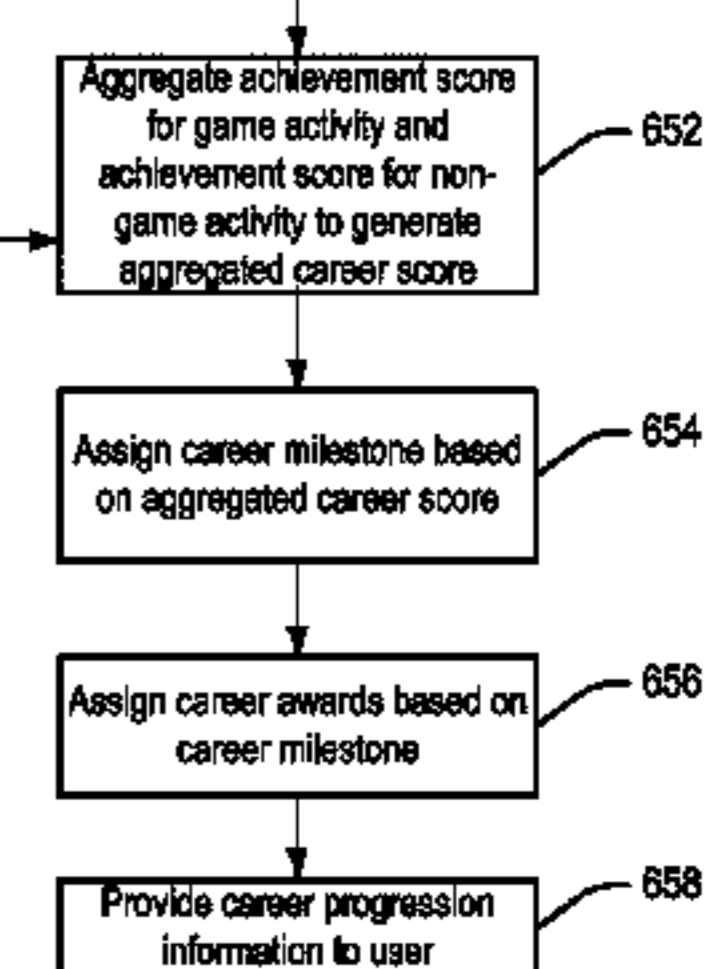 Aggregate achievement score
for game activity and
achievement score for non-
game activity to generate
aggregated career score
652
Assign career milestone based
on aggregated career score
654
Assign career awards based on
career milestone
656
Provide career progression
information to user
658